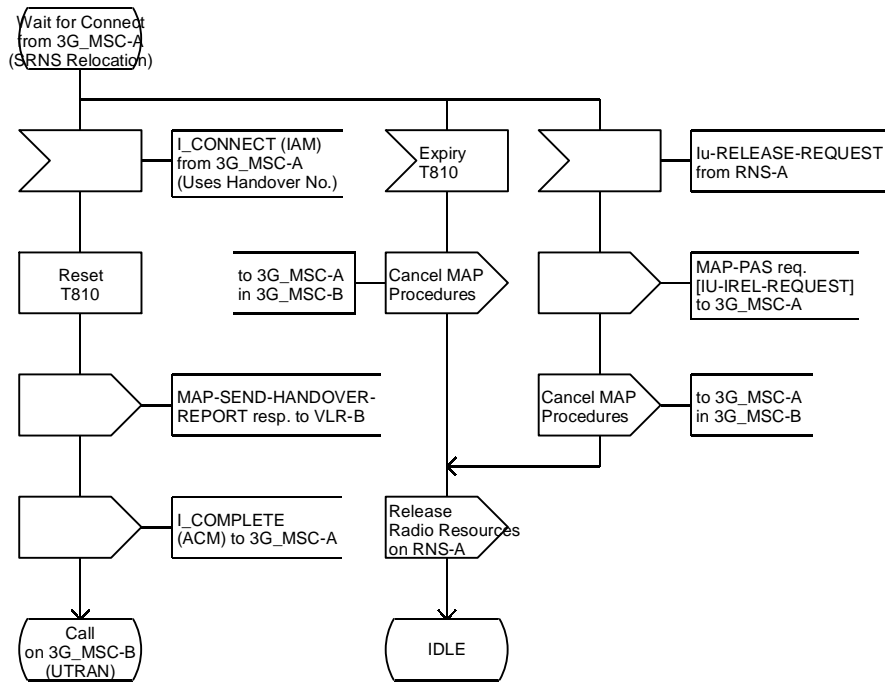 Wait for Connect
from 3G_MSC-A
(SRNS Relocation)
I_CONNECT (IAM)
from 3G_MSC-A
(Uses Handover No.)
Expiry
T810
Iu-RELEASE-REQUEST
from RNS-A
Reset
T810
to 3G_MSC-A
in 3G_MSC-B
Cancel MAP
Procedures
MAP-PAS req.
[IU-IREL-REQUEST]
to 3G_MSC-A
MAP-SEND-HANDOVER-
REPORT resp. to VLR-B
Cancel MAP
Procedures
to 3G_MSC-A
in 3G_MSC-B
I_COMPLETE
(ACM) to 3G_MSC-A
Release
Radio Resources
on RNS-A
Call
on 3G_MSC-B
(UTRAN)
IDLE